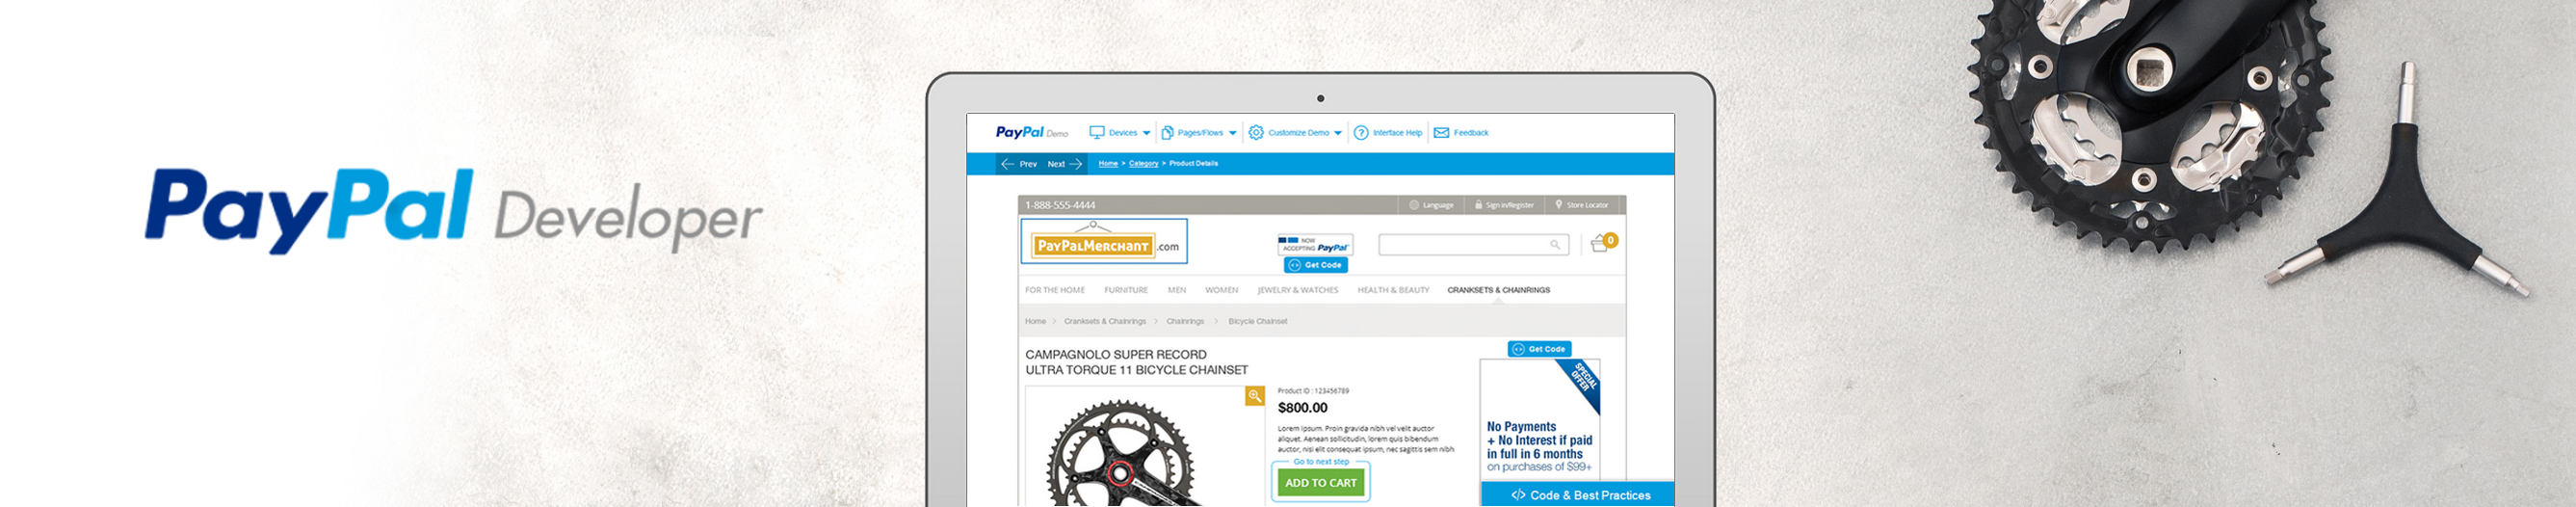 PayPal Developer
PayPal Demo
Devices
Pages/Flows
Customize Demo
Interface Help
Feedback
Prev
Next
Home > Category > Product Details
1-888-555-4444
Language
Sign in/Register
Store Locator
PayPalMerchant.com
NOW
ACCEPTING PayPal
Get Code
0
FOR THE HOME
FURNITURE
MEN
WOMEN
JEWELRY & WATCHES
HEALTH & BEAUTY
CRANKSETS & CHAINRINGS
Home > Cranksets & Chainrings > Chainrings > Bicycle Chainset
CAMPAGNOLO SUPER RECORD
ULTRA TORQUE 11 BICYCLE CHAINSET
Product ID : 123456789
$800.00
Lorem ipsum. Proin gravida nibh vel velit auctor
aliquet. Aenean sollicitudin, lorem quis bibendum
auctor, nisi elit consequat ipsum, nec sagittis sem nibh
Go to next step
ADD TO CART
Get Code
SPECIAL
OFFER
No Payments
+ No Interest if paid
in full in 6 months
on purchases of $99+
</> Code & Best Practices